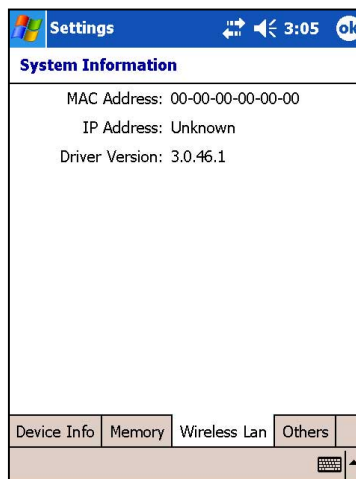 Settings 3:05 ok
System Information
MAC Address: 00-00-00-00-00-00
IP Address: Unknown
Driver Version: 3.0.46.1
Device Info Memory Wireless Lan Others